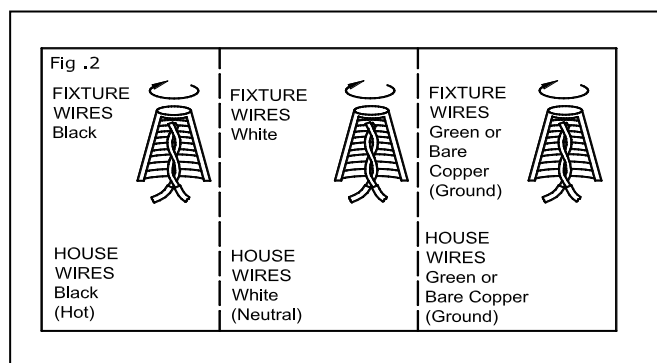 Fig .2
FIXTURE
WIRES
Black
HOUSE
WIRES
Black
(Hot)
FIXTURE
WIRES
White
HOUSE
WIRES
White
(Neutral)
FIXTURE
WIRES
Green or
Bare
Copper
(Ground)
HOUSE
WIRES
Green or
Bare Copper
(Ground)